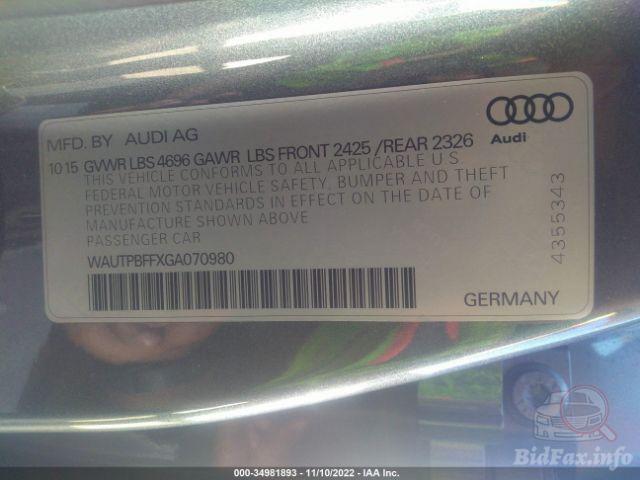 MFD. BY AUDI AG
Audi
10 15 GVWR LBS 4696 GAWR LBS FRONT 2425 /REAR 2326
THIS VEHICLE CONFORMS TO ALL APPLICABLE U S
FEDERAL MOTOR VEHICLE SAFETY, BUMPER AND THEFT
PREVENTION STANDARDS IN EFFECT ON THE DATE OF
MANUFACTURE SHOWN ABOVE
PASSENGER CAR
WAUTPBFFXGA070980
4355343
GERMANY
BidFax.info
000-34981893 - 11/10/2022 - IAA Inc.